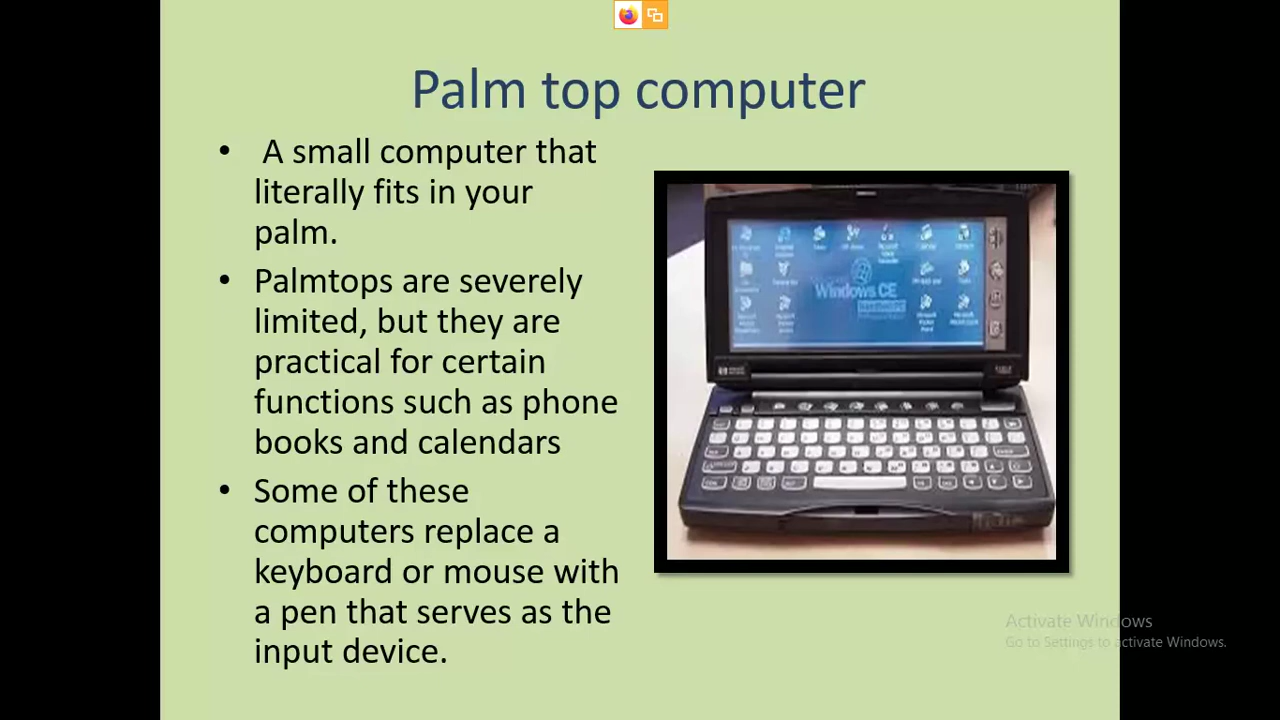 Palm top computer
• A small computer that
literally fits in your
palm.
• Palmtops are severely
limited, but they are
practical for certain
functions such as phone
books and calendars
• Some of these
computers replace a
keyboard or mouse with
a pen that serves as the
input device.
Windows CE
Activate Windows
Go to Settings to activate Windows.